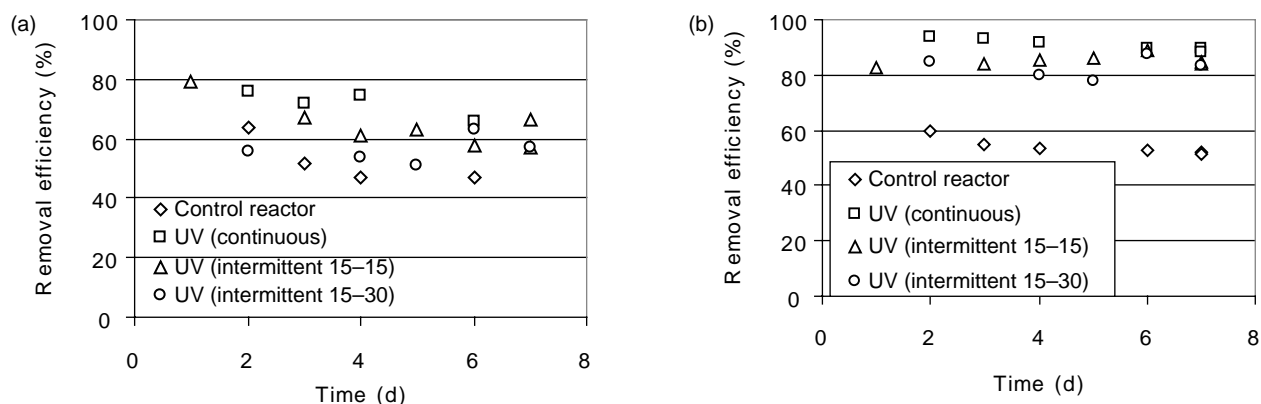 (a)
Removal efficiency (%)
100
80
60
40
20
0
Control reactor
UV (continuous)
UV (intermittent 15–15)
UV (intermittent 15–30)
0 2 4 6 8
Time (d)
(b)
Removal efficiency (%)
100
80
60
40
20
0
Control reactor
UV (continuous)
UV (intermittent 15–15)
UV (intermittent 15–30)
0 2 4 6 8
Time (d)